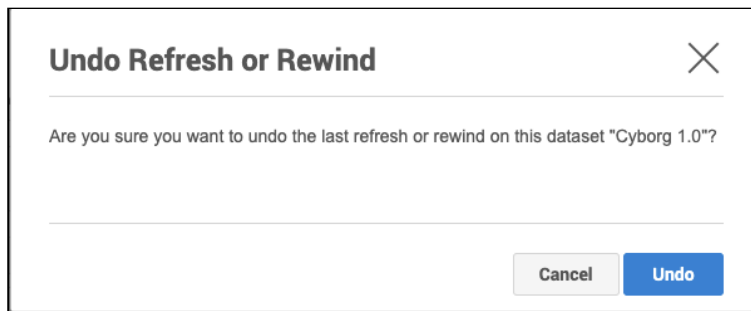 Undo Refresh or Rewind
Are you sure you want to undo the last refresh or rewind on this dataset "Cyborg 1.0"?
Cancel
Undo